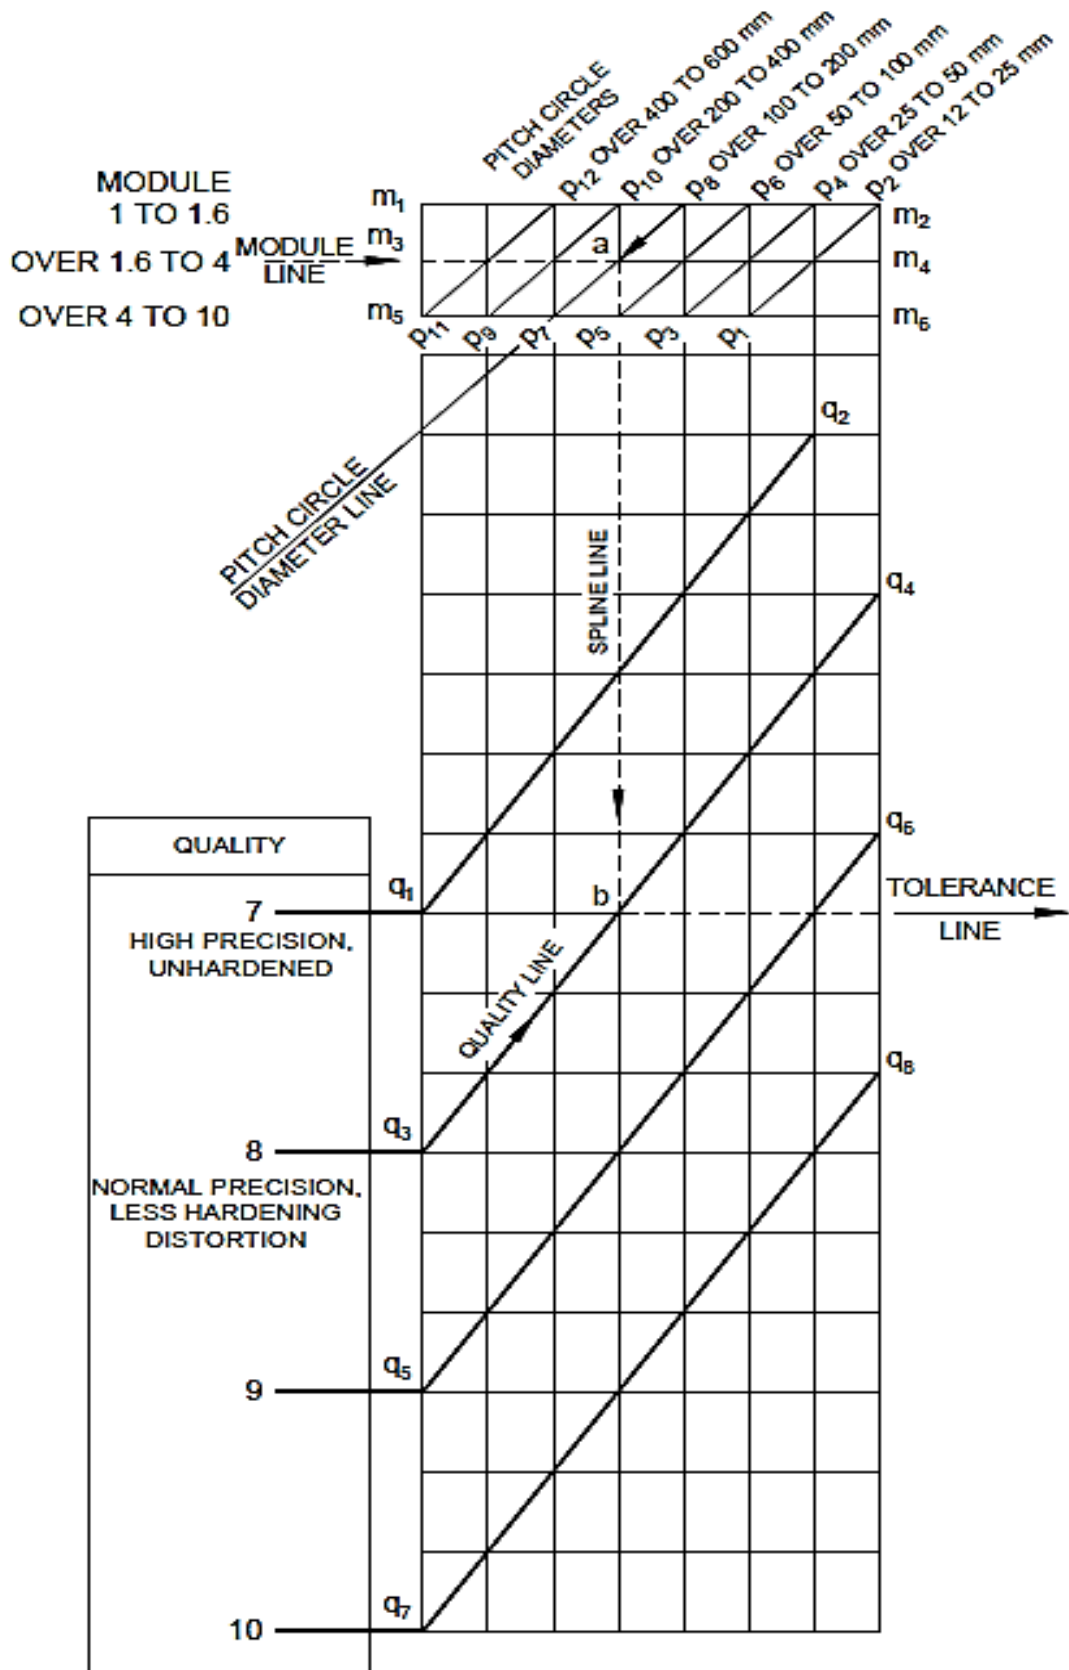 PITCH CIRCLE
DIAMETERS
p12 OVER 400 TO 600 mm
p10 OVER 200 TO 400 mm
p8 OVER 100 TO 200 mm
p6 OVER 50 TO 100 mm
p4 OVER 25 TO 50 mm
p2 OVER 12 TO 25 mm
MODULE
1 TO 1.6
m1
m2
OVER 1.6 TO 4
MODULE
LINE
m3
a
m4
OVER 4 TO 10
m5
m6
p11
p9
p7
p5
p3
p1
q2
PITCH CIRCLE
DIAMETER LINE
SPLINE LINE
q4
q6
QUALITY
q1
7
HIGH PRECISION,
UNHARDENED
b
TOLERANCE
LINE
QUALITY LINE
q8
q3
8
NORMAL PRECISION,
LESS HARDENING
DISTORTION
q5
9
q7
10